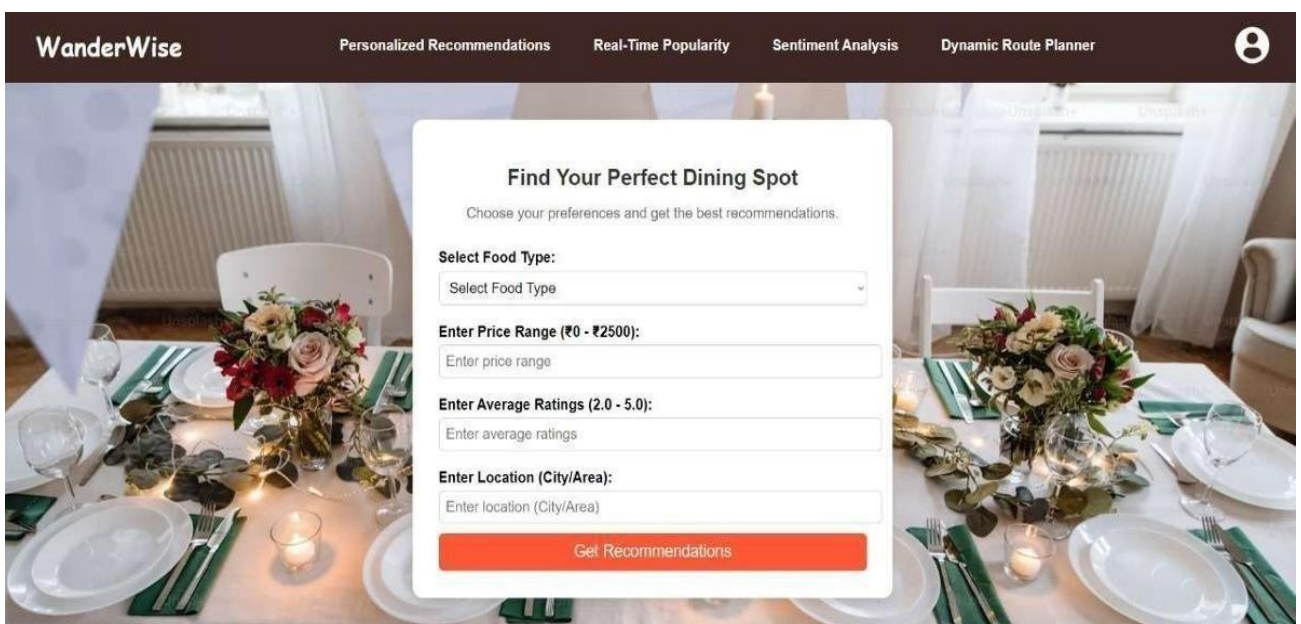 WanderWise
Personalized Recommendations
Real-Time Popularity
Sentiment Analysis
Dynamic Route Planner
Find Your Perfect Dining Spot
Choose your preferences and get the best recommendations.
Select Food Type:
Select Food Type
Enter Price Range (₹0 - ₹2500):
Enter price range
Enter Average Ratings (2.0 - 5.0):
Enter average ratings
Enter Location (City/Area):
Enter location (City/Area)
Get Recommendations